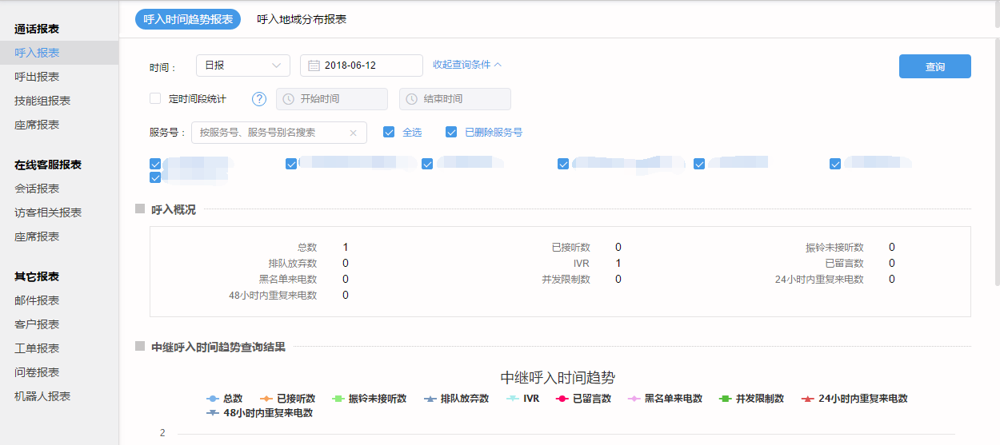 通话报表
呼入报表
呼出报表
技能组报表
座席报表
在线客服报表
会话报表
访客相关报表
座席报表
其它报表
邮件报表
客户报表
工单报表
问卷报表
机器人报表
呼入时间趋势报表 呼入地域分布报表
时间： 日报 2018-06-12 收起查询条件 查询
定时间段统计 ? 开始时间 结束时间
服务号： 按服务号、服务号别名搜索 × 全选 已删除服务号
呼入概况
总数 1 已接听数 0 振铃未接听数 0
排队放弃数 0 IVR 1 已留言数 0
黑名单来电数 0 并发限制数 0 24小时内重复来电数 0
48小时内重复来电数 0
中继呼入时间趋势查询结果
中继呼入时间趋势
总数 已接听数 振铃未接听数 排队放弃数 IVR 已留言数 黑名单来电数 并发限制数 24小时内重复来电数
48小时内重复来电数
2